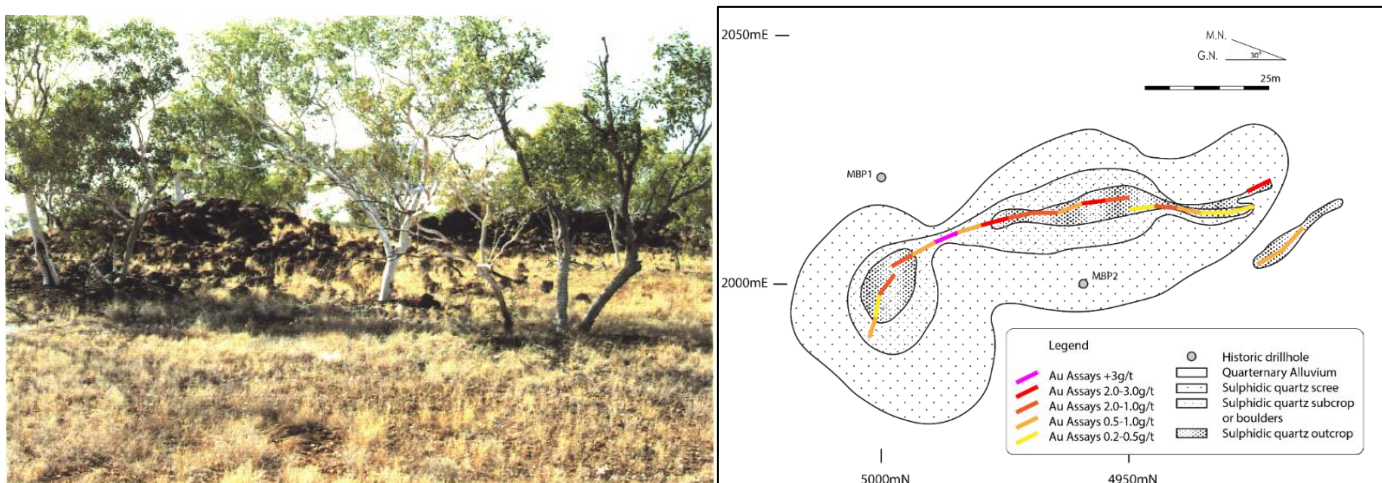 2050mE
M.N.
G.N.
30°
25m
MBP1
2000mE
MBP2
Legend
Au Assays +3g/t
Au Assays 2.0-3.0g/t
Au Assays 2.0-1.0g/t
Au Assays 0.5-1.0g/t
Au Assays 0.2-0.5g/t
Historic drillhole
Quarternary Alluvium
Sulphidic quartz scree
Sulphidic quartz subcrop
or boulders
Sulphidic quartz outcrop
5000mN
4950mN